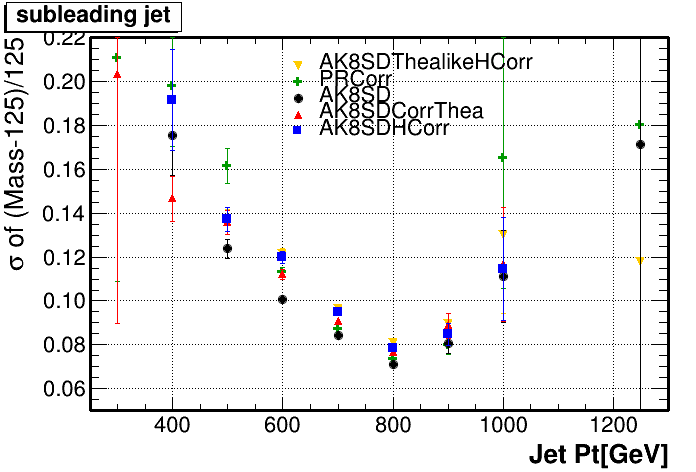 subleading jet
σ of (Mass-125)/125
0.22
0.20
0.18
0.16
0.14
0.12
0.10
0.08
0.06
AK8SDThealikeHCorr
PRCorr
AK8SD
AK8SDCorrThea
AK8SDHCorr
400 600 800 1000 1200
Jet Pt[GeV]